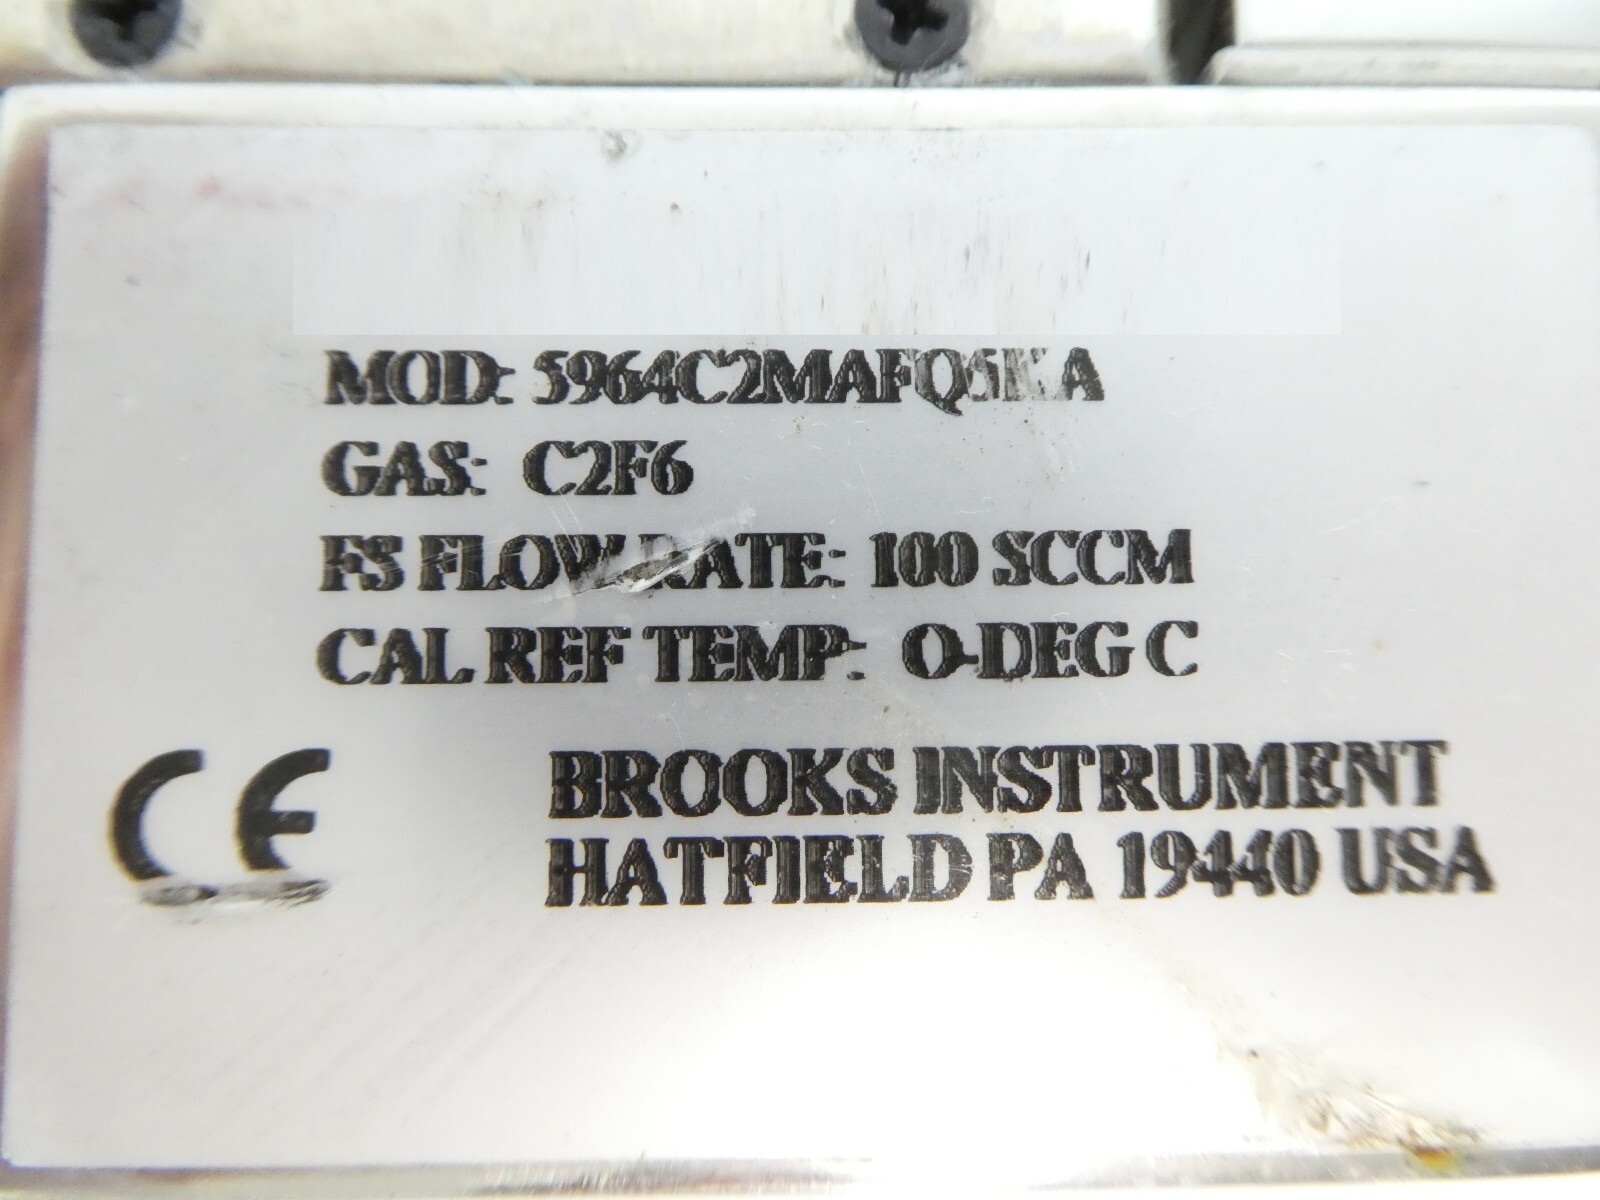 MOD: 5964C2MAFQ5KA
GAS: C2F6
FS FLOW RATE: 100 SCCM
CAL REF TEMP: 0-DEG C
CE
BROOKS INSTRUMENT
HATFIELD PA 19440 USA